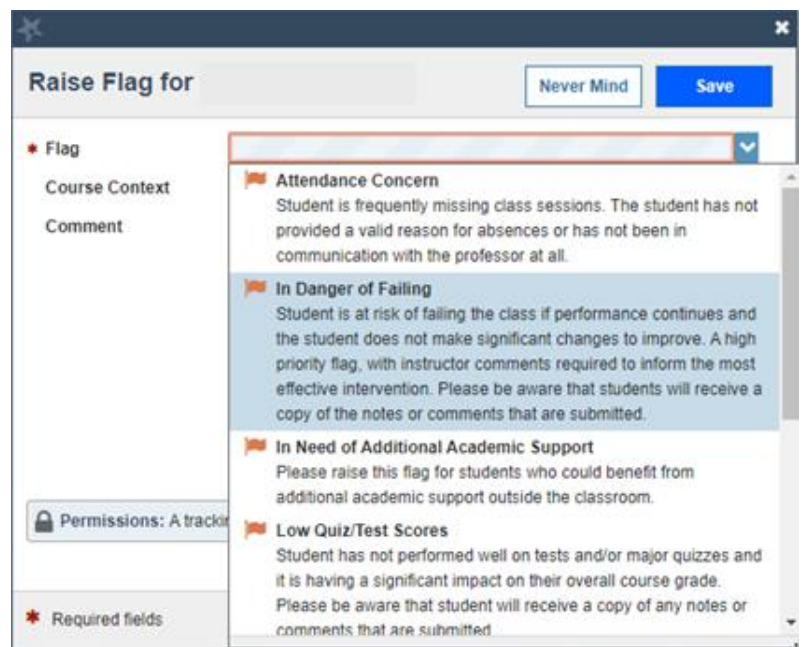 Raise Flag for
Never Mind
Save
* Flag
Course Context
Comment
Attendance Concern
Student is frequently missing class sessions. The student has not
provided a valid reason for absences or has not been in
communication with the professor at all.
In Danger of Failing
Student is at risk of failing the class if performance continues and
the student does not make significant changes to improve. A high
priority flag, with instructor comments required to inform the most
effective intervention. Please be aware that students will receive a
copy of the notes or comments that are submitted.
In Need of Additional Academic Support
Please raise this flag for students who could benefit from
additional academic support outside the classroom.
Permissions: A trackin
Low Quiz/Test Scores
Student has not performed well on tests and/or major quizzes and
it is having a significant impact on their overall course grade.
Please be aware that student will receive a copy of any notes or
comments that are submitted
* Required fields